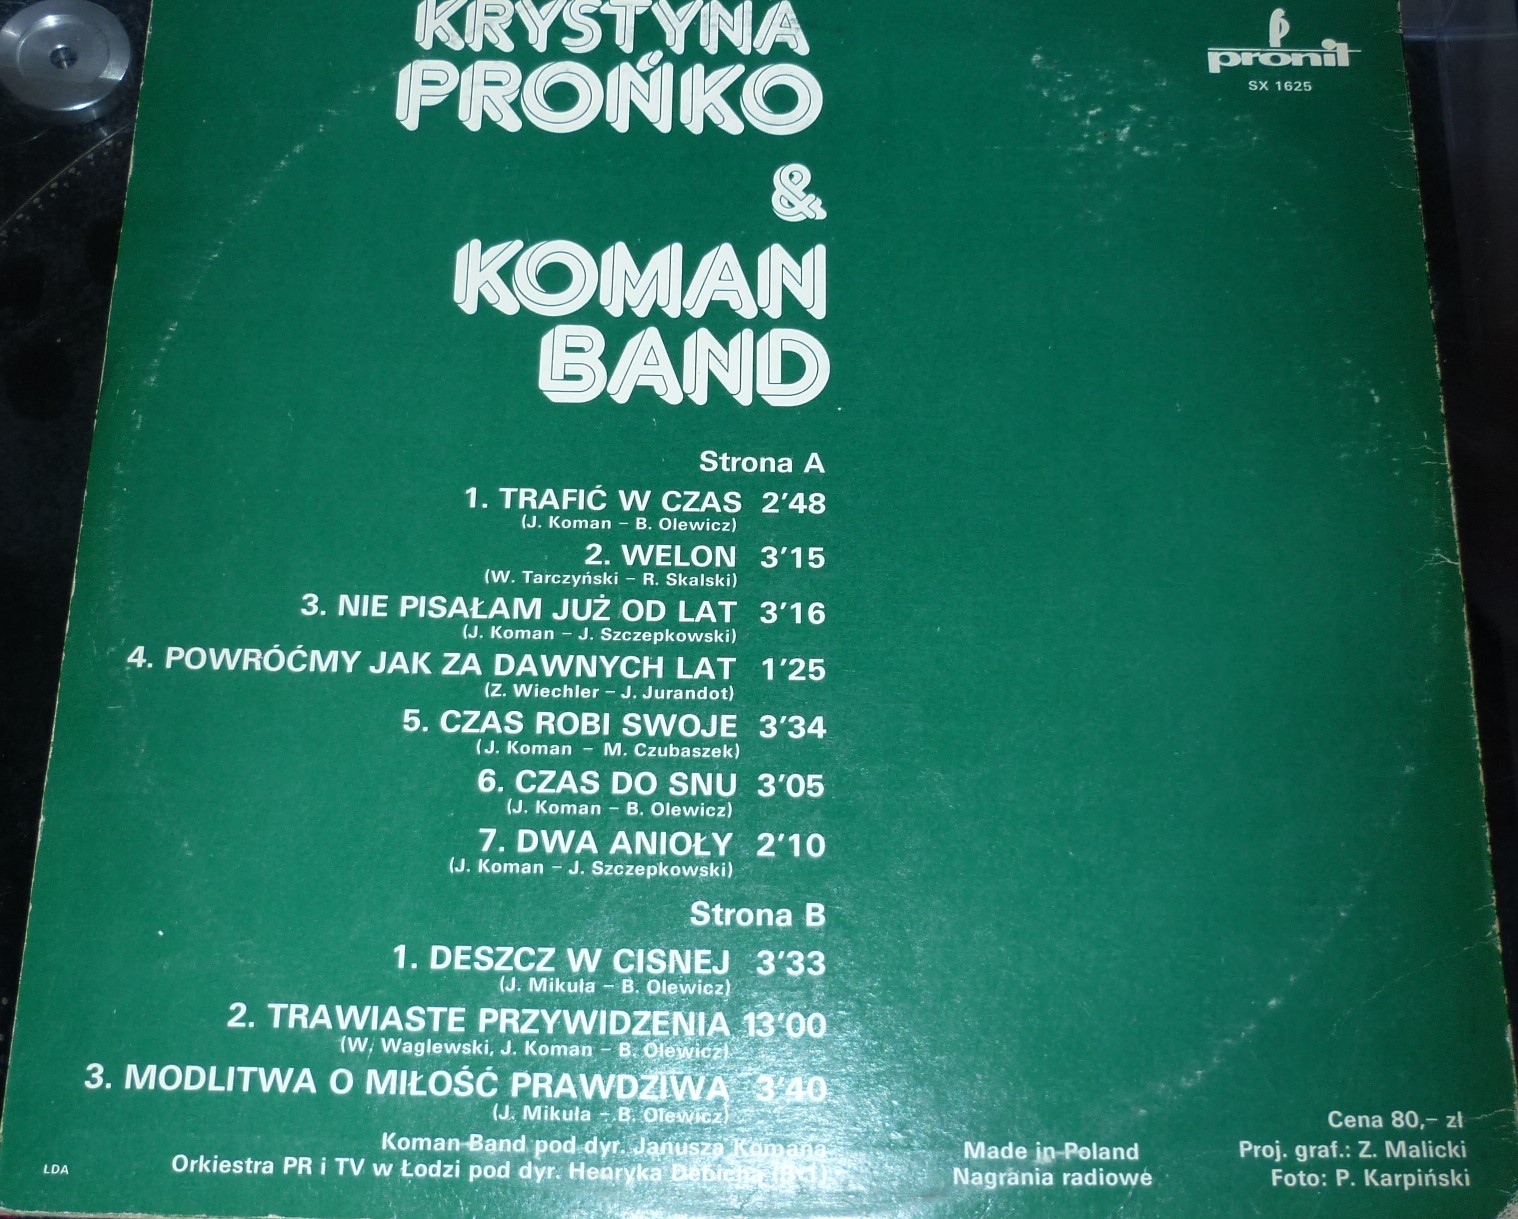 KRYSTYNA
PROŃKO
&
KOMAN
BAND
pronit
SX 1625
Strona A
1. TRAFIĆ W CZAS 2'48
(J. Koman – B. Olewicz)
2. WELON 3'15
(W. Tarczyński – R. Skalski)
3. NIE PISAŁAM JUŻ OD LAT 3'16
(J. Koman – J. Szczepkowski)
4. POWRÓĆMY JAK ZA DAWNYCH LAT 1'25
(Z. Wiechler – J. Jurandot)
5. CZAS ROBI SWOJE 3'34
(J. Koman – M. Czubaszek)
6. CZAS DO SNU 3'05
(J. Koman – B. Olewicz)
7. DWA ANIOŁY 2'10
(J. Koman – J. Szczepkowski)
Strona B
1. DESZCZ W CISNEJ 3'33
(J. Mikuła – B. Olewicz)
2. TRAWIASTE PRZYWIDZENIA 13'00
(W. Waglewski, J. Koman – B. Olewicz)
3. MODLITWA O MIŁOŚĆ PRAWDZIWĄ 3'40
(J. Mikuła – B. Olewicz)
Koman Band pod dyr. Janusza Komana
Orkiestra PR i TV w Łodzi pod dyr. Henryka Debicha
LDA
Made in Poland
Nagrania radiowe
Cena 80,– zł
Proj. graf.: Z. Malicki
Foto: P. Karpiński